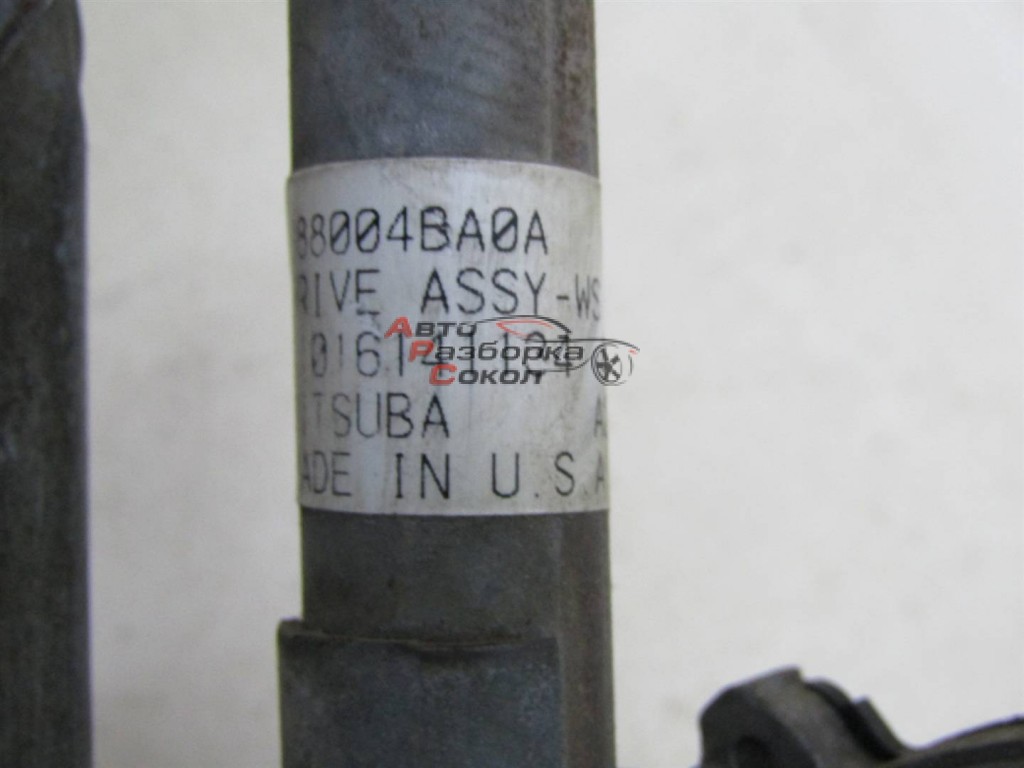 88004BA0A
RIVE ASSY-WS
TSUBA A
ADE IN U.S.A
Авто
Разборка
Сокол